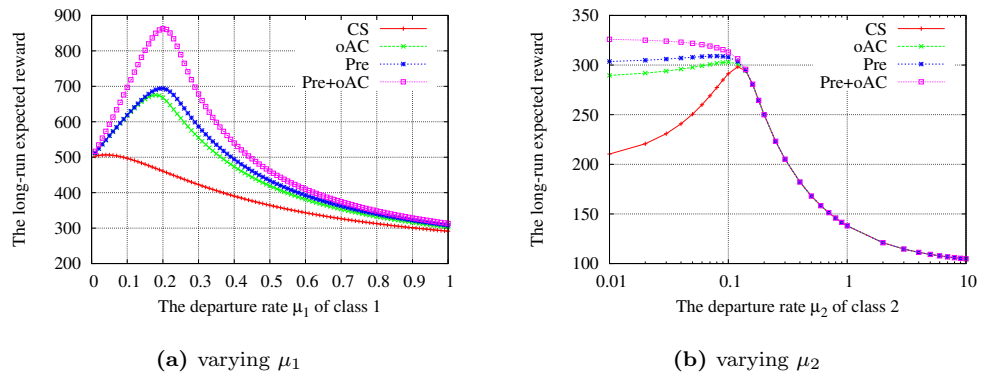 The long-run expected reward
900
800
700
600
500
400
300
200
0 0.1 0.2 0.3 0.4 0.5 0.6 0.7 0.8 0.9 1
The departure rate μ1 of class 1
CS
oAC
Pre
Pre+oAC
(a) varying μ1
The long-run expected reward
350
300
250
200
150
100
0.01 0.1 1 10
The departure rate μ2 of class 2
CS
oAC
Pre
Pre+oAC
(b) varying μ2